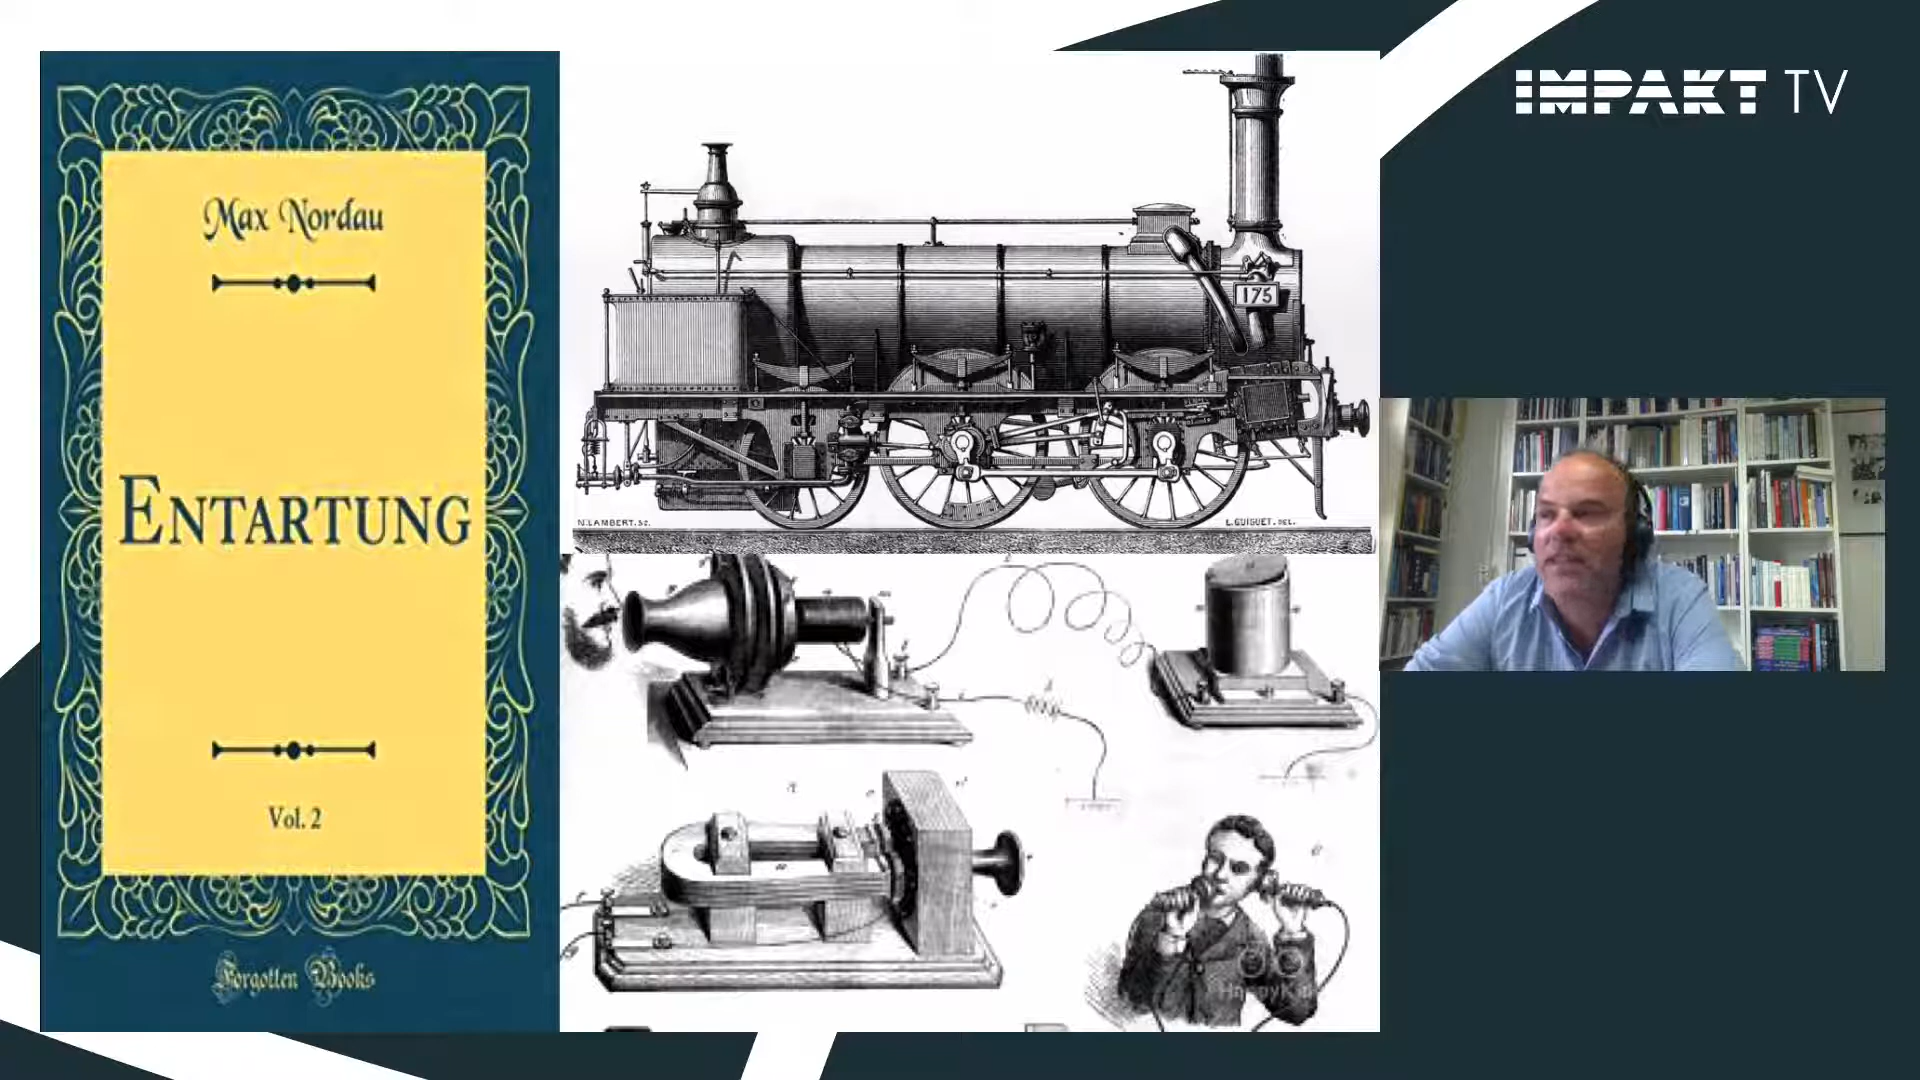 IMPAKT TV
Max Nordau
ENTARTUNG
Vol. 2
Forgotten Books
175
N. LAMBERT. SC.
L. GUIGUET. DEL.